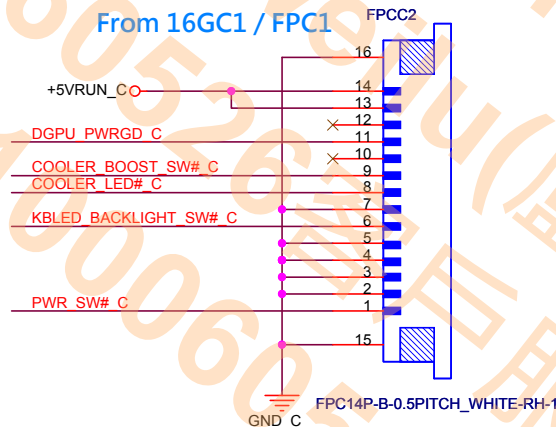 From 16GC1 / FPC1
FPCC2
16
+5VRUN_C
14
13
12
DGPU_PWRGD_C
11
10
COOLER_BOOST_SW#_C
9
COOLER_LED#_C
8
7
KBLED_BACKLIGHT_SW#_C
6
5
4
3
2
PWR_SW#_C
1
15
FPC14P-B-0.5PITCH_WHITE-RH-1
GND_C